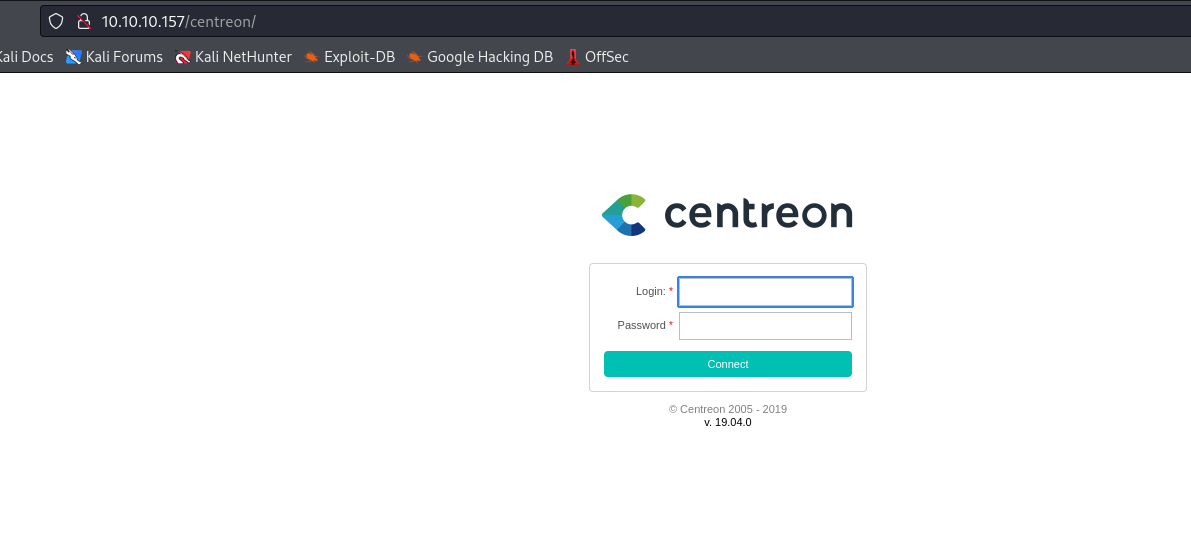 10.10.10.157/centreon/
Kali Docs Kali Forums Kali NetHunter Exploit-DB Google Hacking DB OffSec
centreon
Login: *
Password *
Connect
© Centreon 2005 - 2019
v. 19.04.0